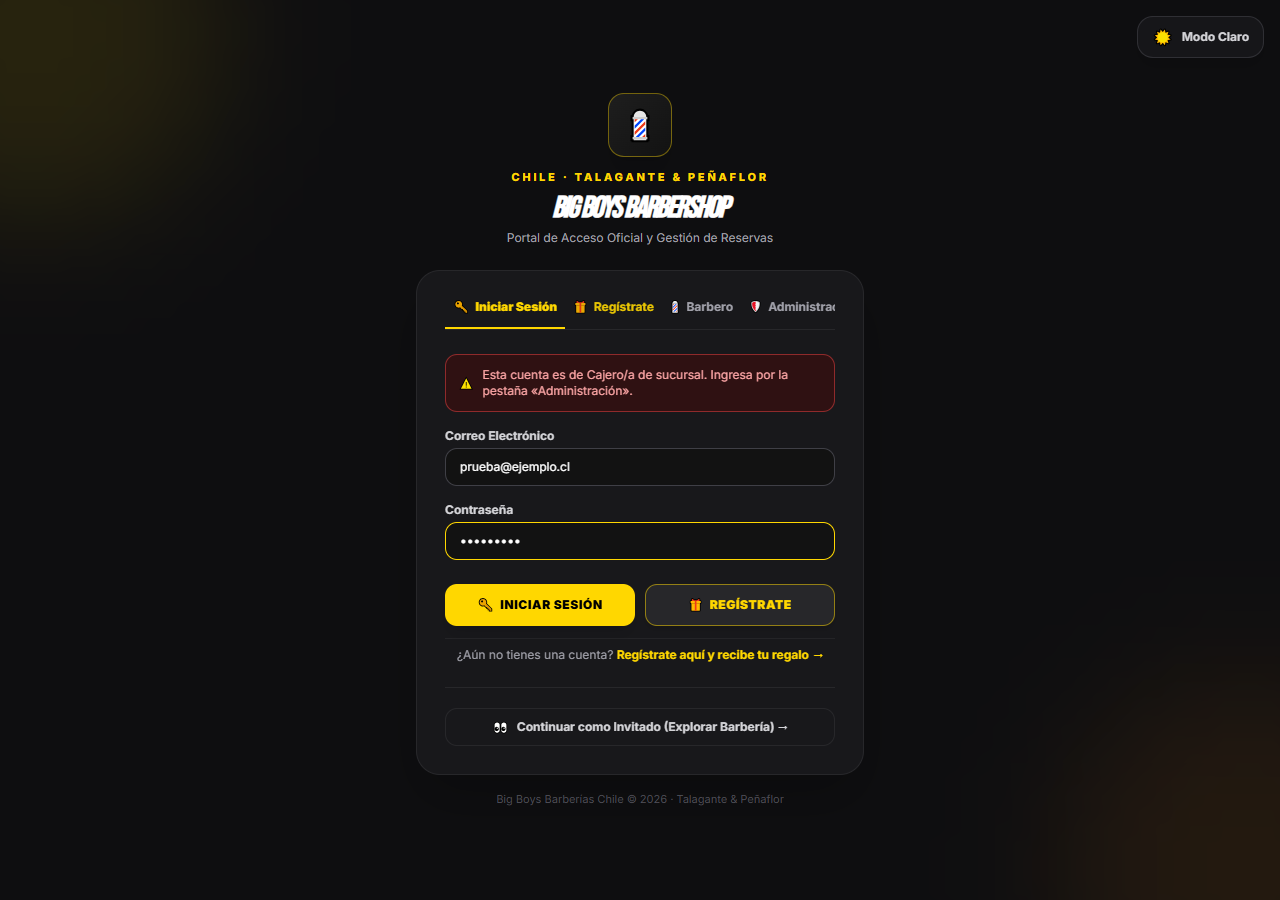 Modo Claro
CHILE · TALAGANTE & PEÑAFLOR
BIG BOYS BARBERSHOP
Portal de Acceso Oficial y Gestión de Reservas
Iniciar Sesión Regístrate Barbero Administrac
Esta cuenta es de Cajero/a de sucursal. Ingresa por la
pestaña «Administración».
Correo Electrónico
prueba@ejemplo.cl
Contraseña
•••••••••
INICIAR SESIÓN REGÍSTRATE
¿Aún no tienes una cuenta? Regístrate aquí y recibe tu regalo →
Continuar como Invitado (Explorar Barbería) →
Big Boys Barberías Chile © 2026 · Talagante & Peñaflor